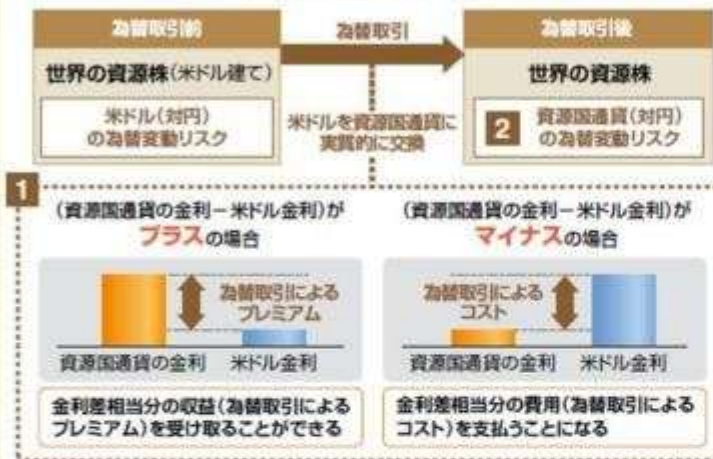 為替取引前
為替取引
為替取引後
世界の資源株(米ドル建て)
世界の資源株
米ドル(対円)
の為替変動リスク
米ドルを資源国通貨に
実質的に交換
2
資源国通貨(対円)
の為替変動リスク
1
(資源国通貨の金利－米ドル金利)が
プラスの場合
(資源国通貨の金利－米ドル金利)が
マイナスの場合
為替取引による
プレミアム
為替取引による
コスト
資源国通貨の金利
米ドル金利
資源国通貨の金利
米ドル金利
金利差相当分の収益(為替取引による
プレミアム)を受け取ることができる
金利差相当分の費用(為替取引による
コスト)を支払うことになる